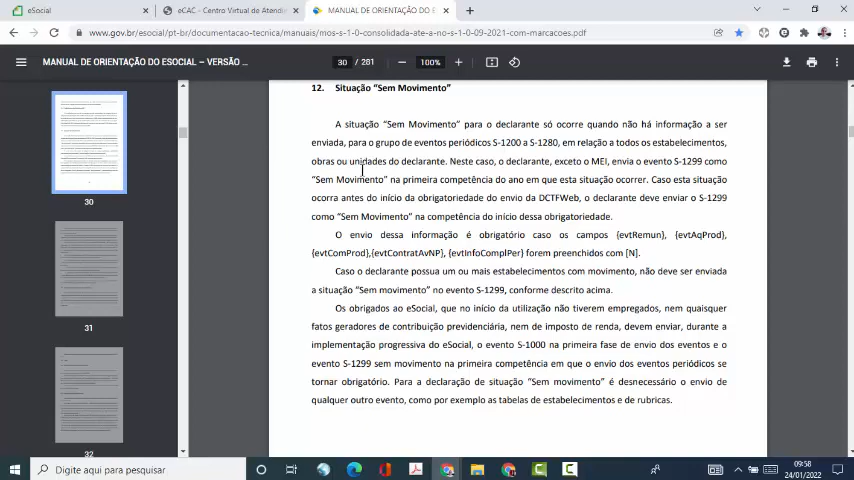 eSocial
eCAC - Centro Virtual de Atendim
MANUAL DE ORIENTAÇÃO DO E
www.gov.br/esocial/pt-br/documentacao-tecnica/manuais/mos-s-1-0-consolidada-ate-a-no-s-1-0-09-2021-com-marcacoes.pdf
MANUAL DE ORIENTAÇÃO DO ESOCIAL – VERSÃO ...
30 / 281
100%
12. Situação “Sem Movimento”
A situação “Sem Movimento” para o declarante só ocorre quando não há informação a ser
enviada, para o grupo de eventos periódicos S-1200 a S-1280, em relação a todos os estabelecimentos,
obras ou unidades do declarante. Neste caso, o declarante, exceto o MEI, envia o evento S-1299 como
“Sem Movimento” na primeira competência do ano em que esta situação ocorrer. Caso esta situação
ocorra antes do início da obrigatoriedade do envio da DCTFWeb, o declarante deve enviar o S-1299
como “Sem Movimento” na competência do início dessa obrigatoriedade.
O envio dessa informação é obrigatório caso os campos {evtRemun}, {evtAqProd},
{evtComProd},{evtContratAvNP}, {evtInfoComplPer} forem preenchidos com [N].
Caso o declarante possua um ou mais estabelecimentos com movimento, não deve ser enviada
a situação “Sem movimento” no evento S-1299, conforme descrito acima.
Os obrigados ao eSocial, que no início da utilização não tiverem empregados, nem quaisquer
fatos geradores de contribuição previdenciária, nem de imposto de renda, devem enviar, durante a
implementação progressiva do eSocial, o evento S-1000 na primeira fase de envio dos eventos e o
evento S-1299 sem movimento na primeira competência em que o envio dos eventos periódicos se
tornar obrigatório. Para a declaração de situação “Sem movimento” é desnecessário o envio de
qualquer outro evento, como por exemplo as tabelas de estabelecimentos e de rubricas.
30
31
32
Digite aqui para pesquisar
09:58
24/01/2022